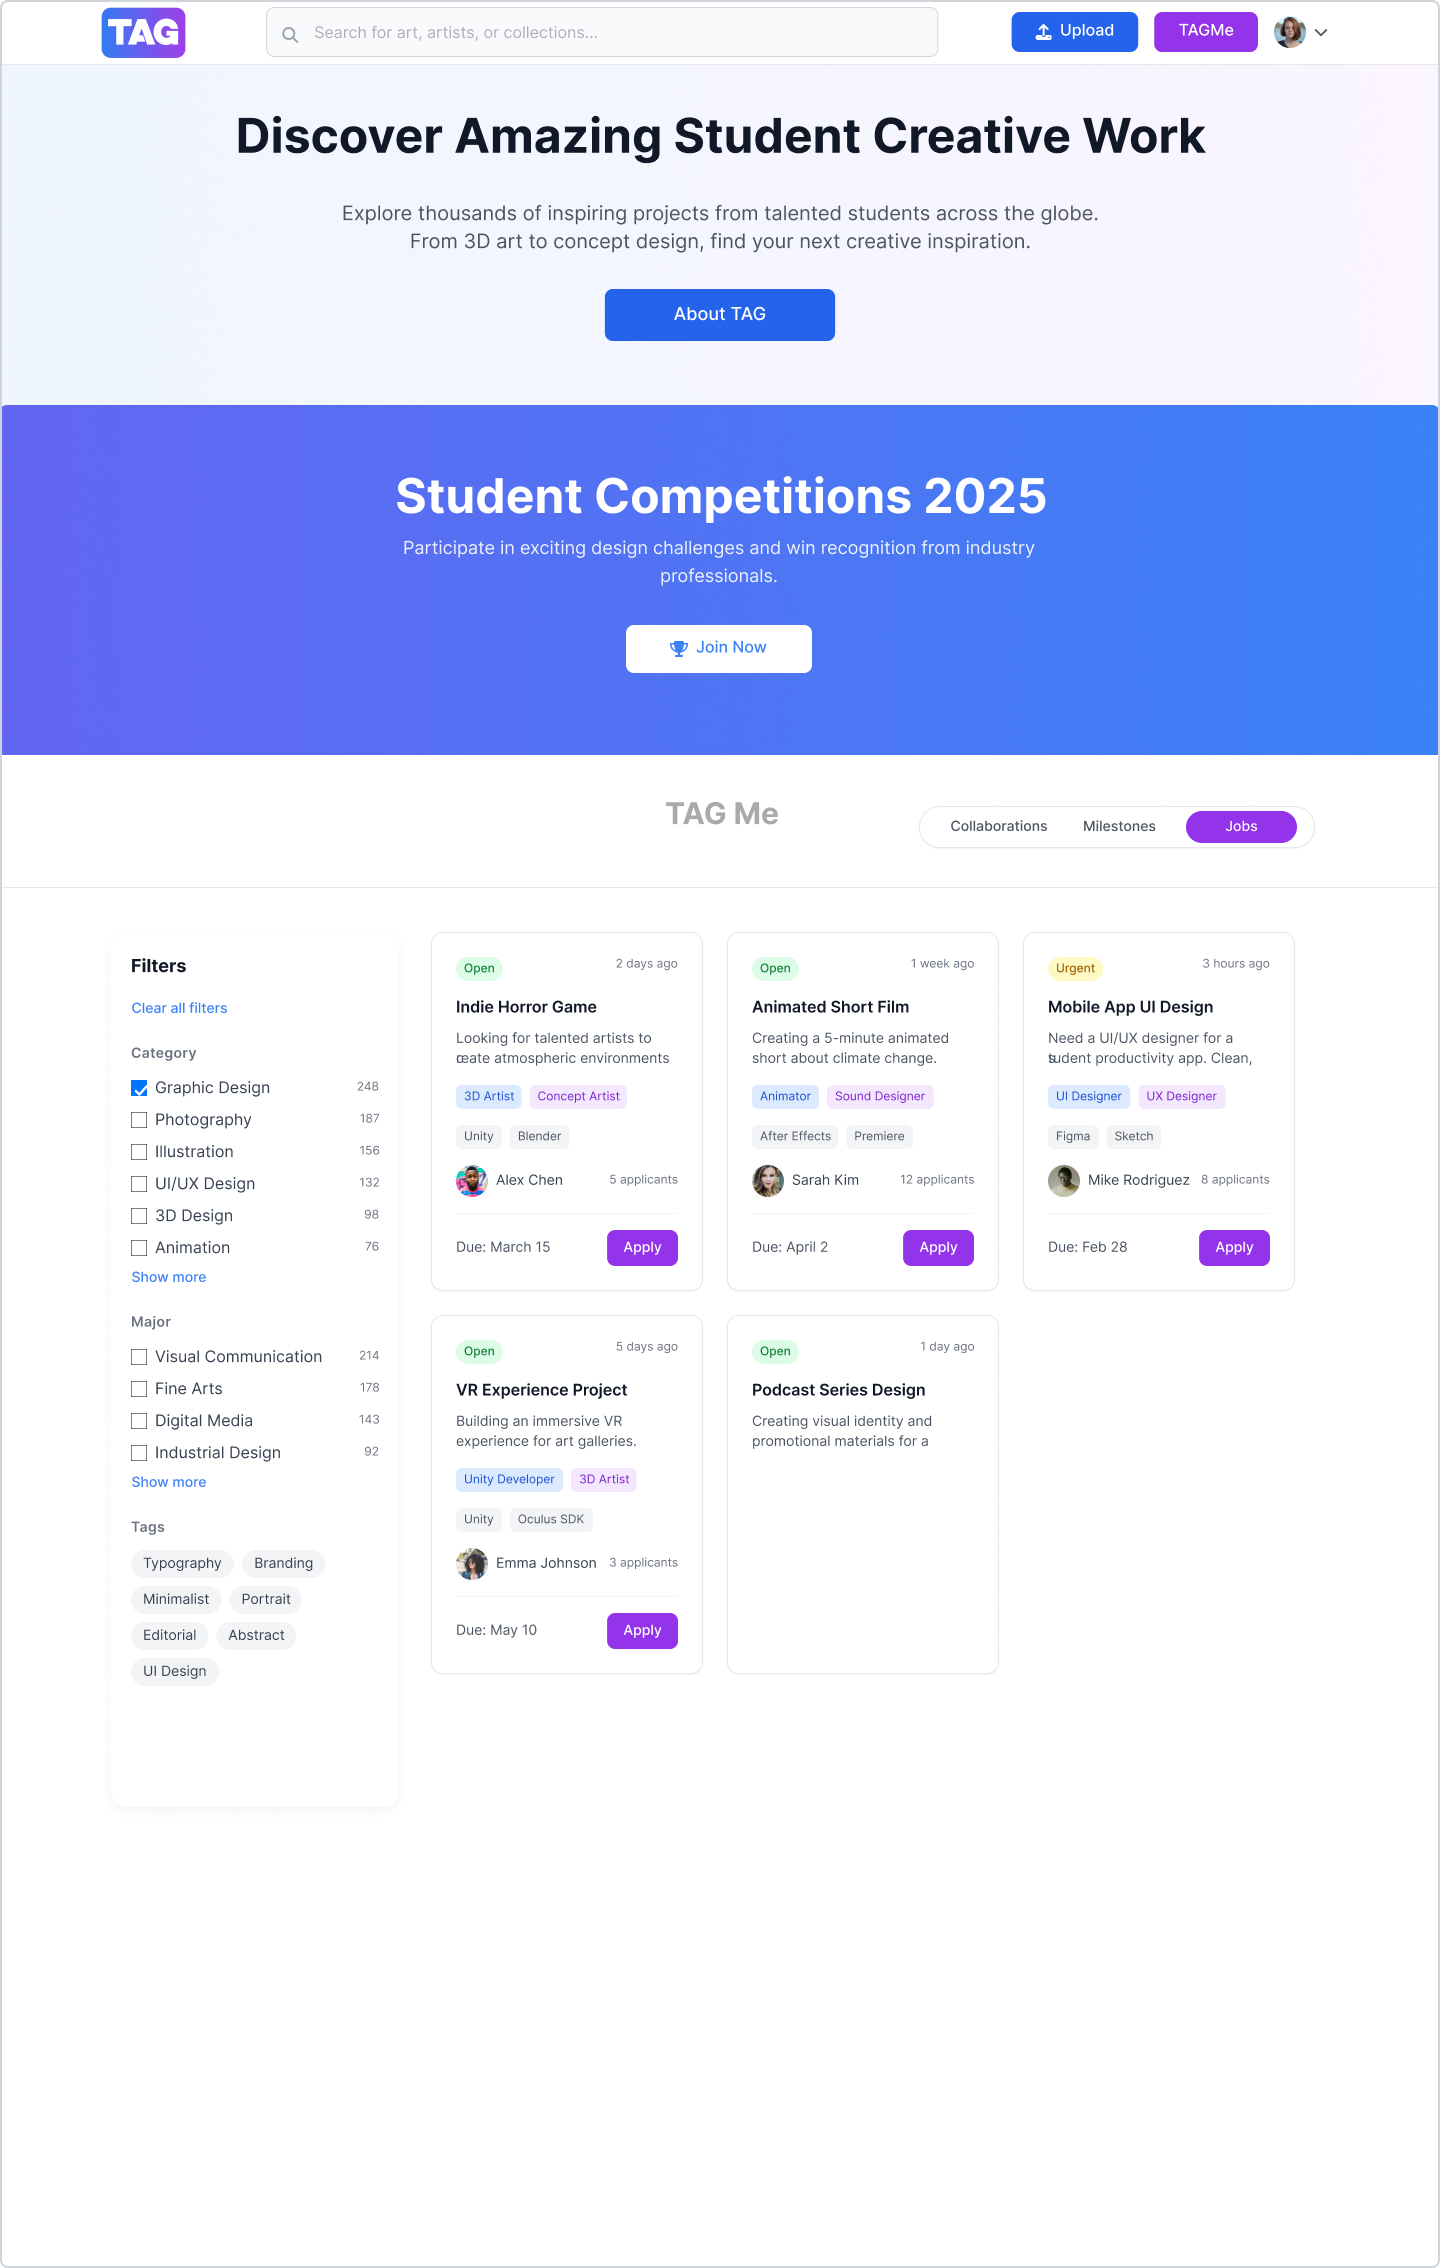 TAG
Search for art, artists, or collections...
Upload
TAGMe
Discover Amazing Student Creative Work
Explore thousands of inspiring projects from talented students across the globe.
From 3D art to concept design, find your next creative inspiration.
About TAG
Student Competitions 2025
Participate in exciting design challenges and win recognition from industry
professionals.
Join Now
TAG Me
Collaborations
Milestones
Jobs
Filters
Clear all filters
Category
Graphic Design 248
Photography 187
Illustration 156
UI/UX Design 132
3D Design 98
Animation 76
Show more
Major
Visual Communication 214
Fine Arts 178
Digital Media 143
Industrial Design 92
Show more
Tags
Typography Branding
Minimalist Portrait
Editorial Abstract
UI Design
Open 2 days ago
Indie Horror Game
Looking for talented artists to
atmospheric environments
3D Artist Concept Artist
Unity Blender
Alex Chen 5 applicants
Due: March 15 Apply
Open 1 week ago
Animated Short Film
Creating a 5-minute animated
short about climate change.
Animator Sound Designer
After Effects Premiere
Sarah Kim 12 applicants
Due: April 2 Apply
Urgent 3 hours ago
Mobile App UI Design
Need a UI/UX designer for a
productivity app. Clean,
UI Designer UX Designer
Figma Sketch
Mike Rodriguez 8 applicants
Due: Feb 28 Apply
Open 5 days ago
VR Experience Project
Building an immersive VR
experience for art galleries.
Unity Developer 3D Artist
Unity Oculus SDK
Emma Johnson 3 applicants
Due: May 10 Apply
Open 1 day ago
Podcast Series Design
Creating visual identity and
promotional materials for a